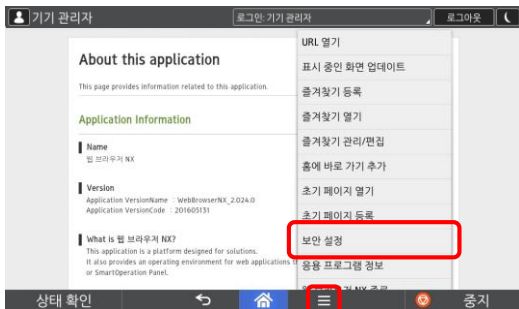 기기 관리자
로그인: 기기 관리자
로그아웃
About this application
This page provides information related to this application.
Application Information
Name
웹 브라우저 NX
Version
Application VersionName : WebBrowserNX_2.024.0
Application VersionCode : 201605131
What is 웹 브라우저 NX?
This application is a platform designed for solutions.
It also provides an operating environment for web applications
or SmartOperation Panel.
URL 열기
표시 중인 화면 업데이트
즐겨찾기 등록
즐겨찾기 열기
즐겨찾기 관리/편집
홈에 바로 가기 추가
초기 페이지 열기
초기 페이지 등록
보안 설정
응용 프로그램 정보
상태 확인
중지